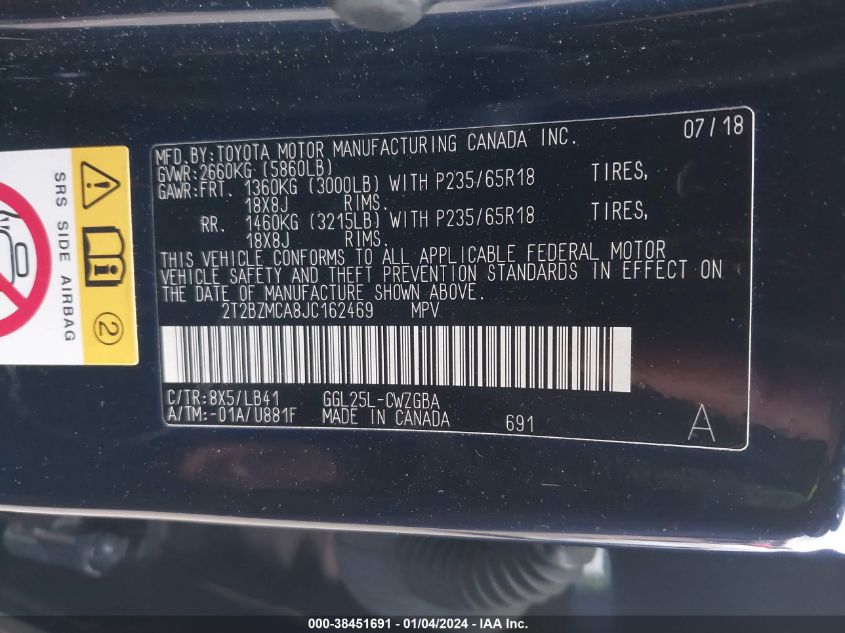 MFD.BY:TOYOTA MOTOR MANUFACTURING CANADA INC. 07/18
GVWR:2660KG (5860LB)
GAWR:FRT. 1360KG (3000LB) WITH P235/65R18 TIRES,
18X8J RIMS.
RR. 1460KG (3215LB) WITH P235/65R18 TIRES,
18X8J RIMS.
THIS VEHICLE CONFORMS TO ALL APPLICABLE FEDERAL MOTOR
VEHICLE SAFETY AND THEFT PREVENTION STANDARDS IN EFFECT ON
THE DATE OF MANUFACTURE SHOWN ABOVE.
2T2BZMCA8JC162469 MPV
C/TR:8X5/LB41 GGL25L-CWZGBA
A/TM:-01A/U881F MADE IN CANADA 691 A
SRS SIDE AIRBAG
2
000-38451691 - 01/04/2024 - IAA Inc.